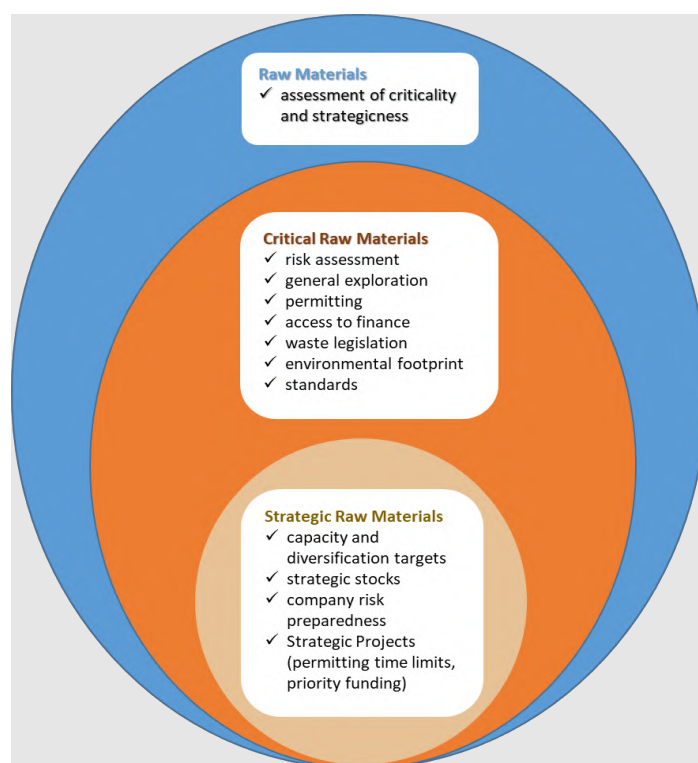 Raw Materials
✓ assessment of criticality
and strategicness
Critical Raw Materials
✓ risk assessment
✓ general exploration
✓ permitting
✓ access to finance
✓ waste legislation
✓ environmental footprint
✓ standards
Strategic Raw Materials
✓ capacity and
diversification targets
✓ strategic stocks
✓ company risk
preparedness
✓ Strategic Projects
(permitting time limits,
priority funding)